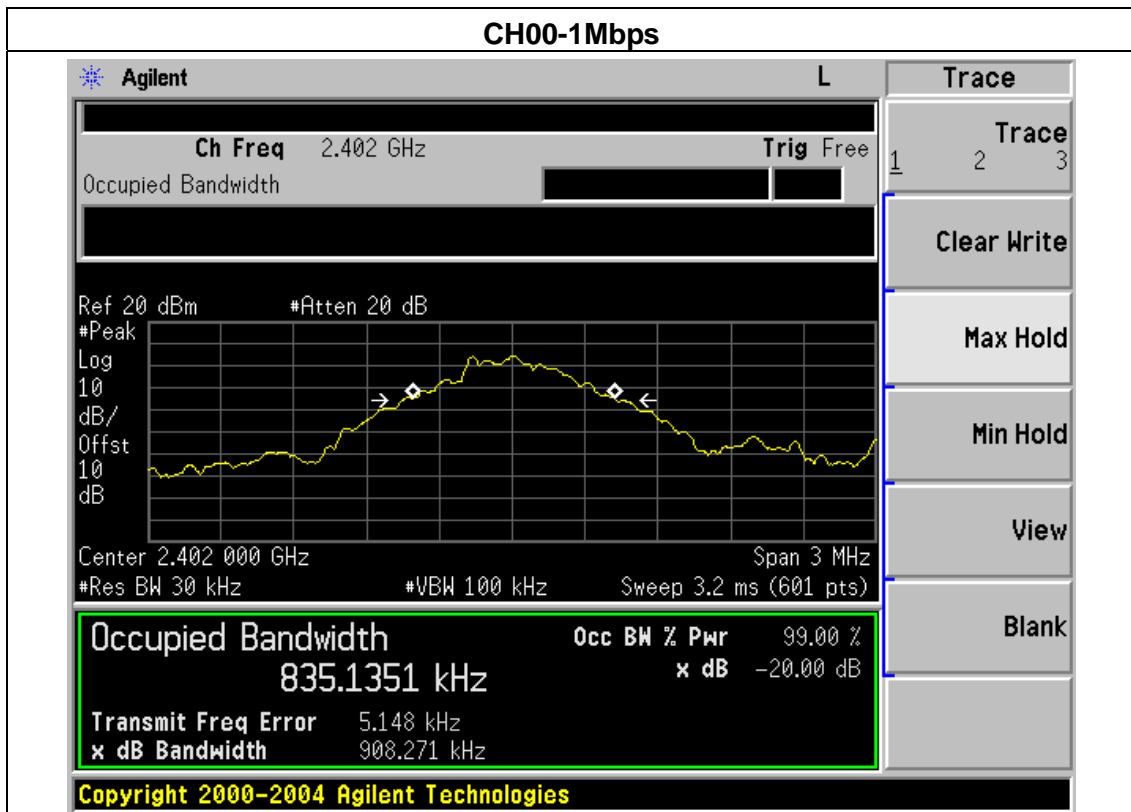 CH00-1Mbps
Agilent L Trace
Ch Freq 2.402 GHz Trig Free
Occupied Bandwidth
Trace
1 2 3
Clear Write
Max Hold
Min Hold
View
Blank
Ref 20 dBm #Atten 20 dB
#Peak
Log
10
dB/
Offst
10
dB
Center 2.402 000 GHz Span 3 MHz
#Res BW 30 kHz #VBW 100 kHz Sweep 3.2 ms (601 pts)
Occupied Bandwidth Occ BW % Pwr 99.00 %
835.1351 kHz x dB -20.00 dB
Transmit Freq Error 5.148 kHz
x dB Bandwidth 908.271 kHz
Copyright 2000-2004 Agilent Technologies